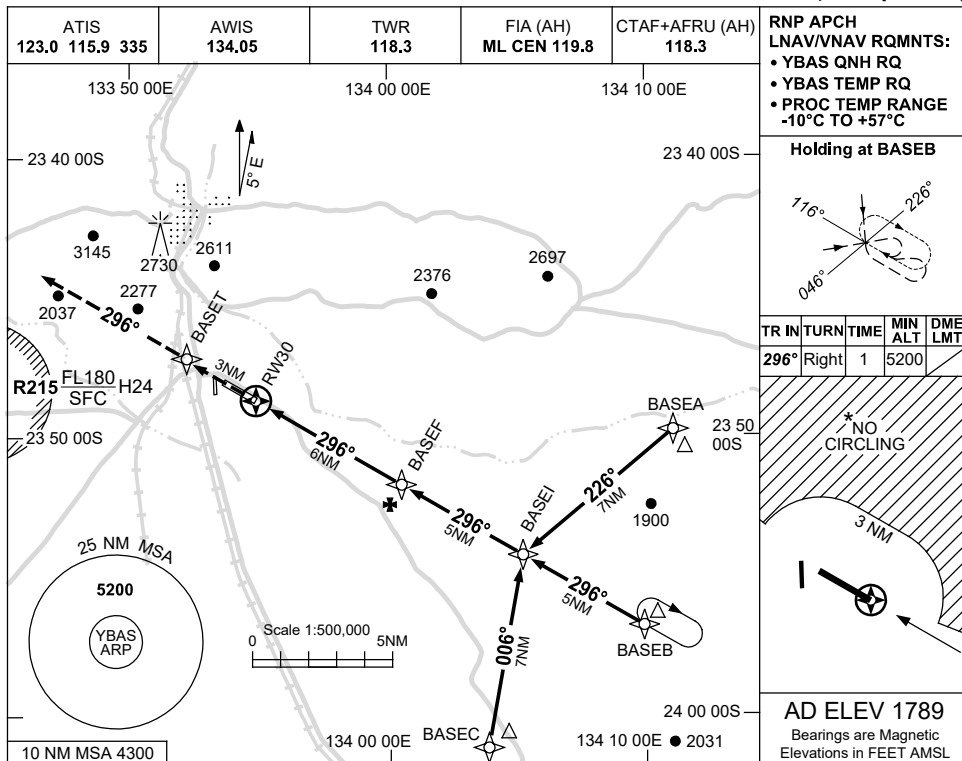 ATIS
123.0 115.9 335
AWIS
134.05
TWR
118.3
FIA (AH)
ML CEN 119.8
CTAF+AFRU (AH)
118.3
RNP APCH
LNAV/VNAV RQMNTS:
• YBAS QNH RQ
• YBAS TEMP RQ
• PROC TEMP RANGE
-10°C TO +57°C
133 50 00E
134 00 00E
134 10 00E
23 40 00S
23 40 00S
5° E
3145
2730
2611
2697
2376
2037
2277
296°
BASET
3NM
RW30
R215 FL180 H24
SFC
23 50 00S
BASEA
23 50
00S
296°
6NM
BASEF
226°
7NM
BASEI
1900
296°
5NM
296°
5NM
BASEB
006°
7NM
25 NM MSA
5200
YBAS
ARP
Scale 1:500,000
0
5NM
24 00 00S
BASEC
134 00 00E
134 10 00E
2031
10 NM MSA 4300
Holding at BASEB
116°
226°
046°
TR IN
TURN
TIME
MIN
ALT
DME
LMT
296°
Right
1
5200
*NO
CIRCLING
3 NM
AD ELEV 1789
Bearings are Magnetic
Elevations in FEET AMSL